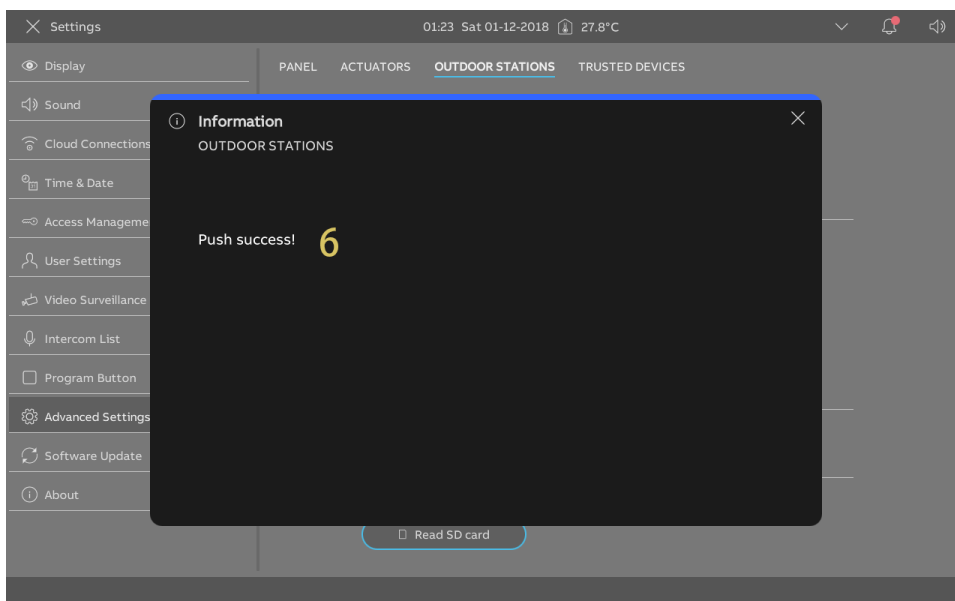 Settings
01:23 Sat 01-12-2018 27.8°C
Display
PANEL ACTUATORS OUTDOOR STATIONS TRUSTED DEVICES
Sound
Information
OUTDOOR STATIONS
Cloud Connections
Time & Date
Access Manageme
Push success! 6
User Settings
Video Surveillance
Intercom List
Program Button
Advanced Settings
Software Update
About
Read SD card